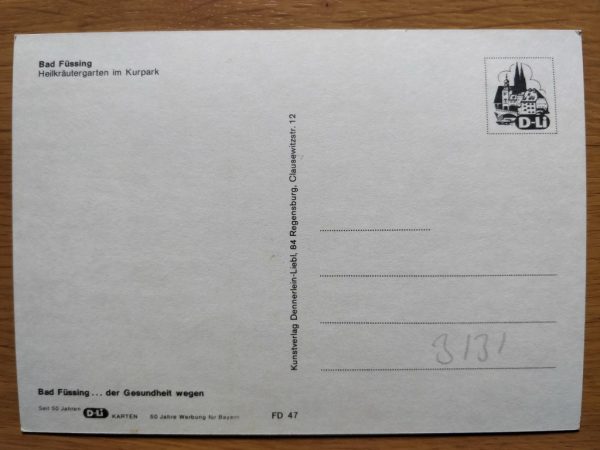 Bad Füssing
Heilkräutergarten im Kurpark
D-Li
Kunstverlag Dennerlein-Liebl, 84 Regensburg, Clausewitzstr. 12
3131
Bad Füssing ... der Gesundheit wegen
Seit 50 Jahren D-Li KARTEN 50 Jahre Werbung für Bayern FD 47